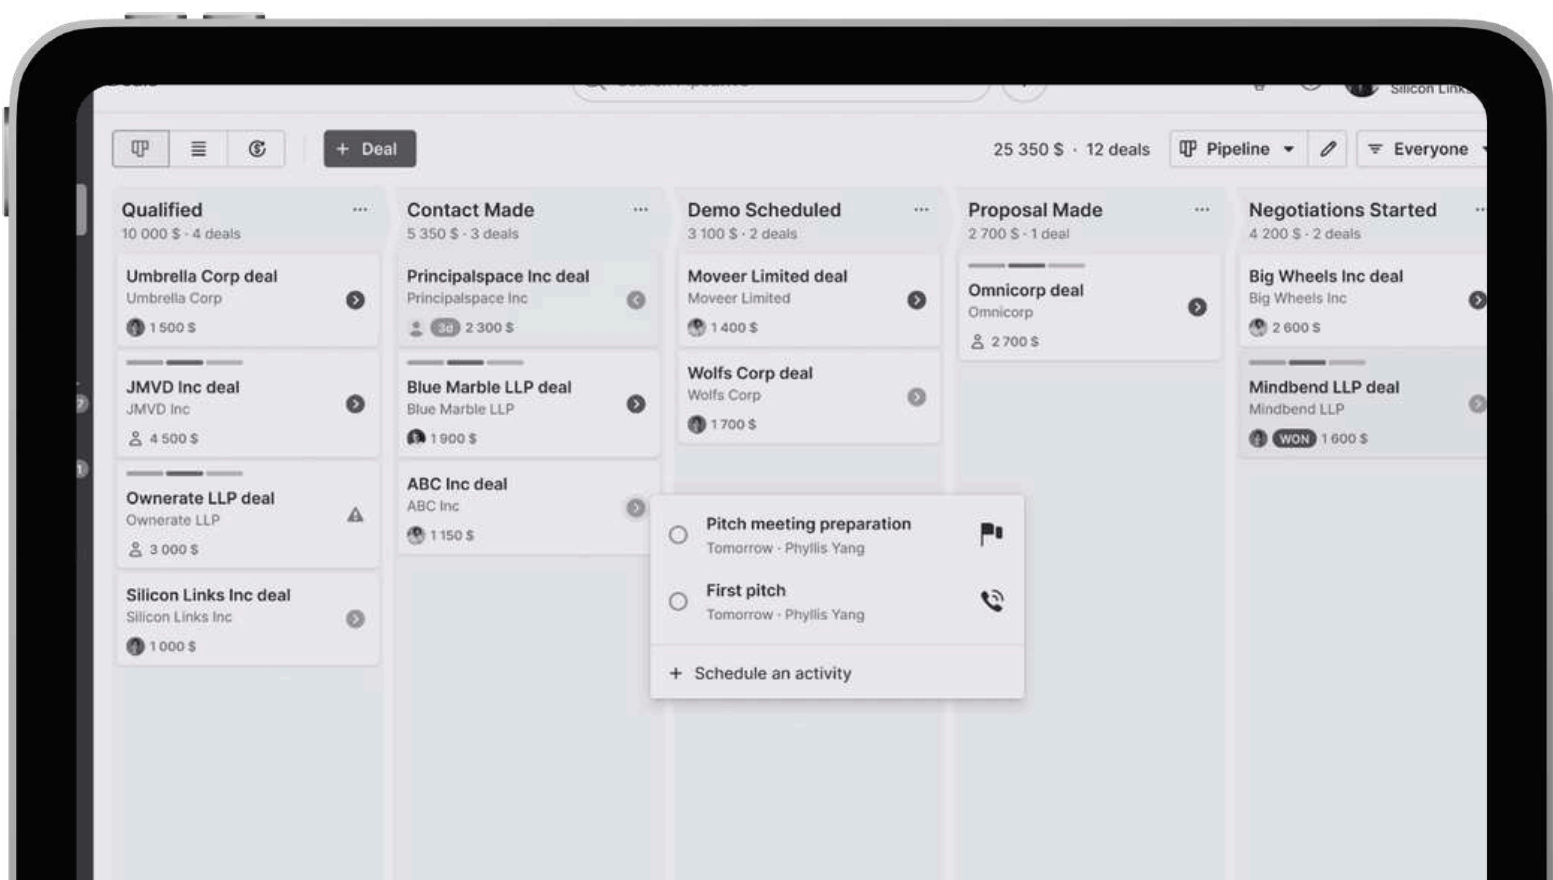 Silicon Links
+ Deal
25 350 $ · 12 deals
Pipeline
Everyone
Qualified
10 000 $ - 4 deals
Umbrella Corp deal
Umbrella Corp
1 500 $
JMVD Inc deal
JMVD Inc
4 500 $
Ownerate LLP deal
Ownerate LLP
3 000 $
Silicon Links Inc deal
Silicon Links Inc
1 000 $
Contact Made
5 350 $ · 3 deals
Principalspace Inc deal
Principalspace Inc
3d 2 300 $
Blue Marble LLP deal
Blue Marble LLP
1 900 $
ABC Inc deal
ABC Inc
1 150 $
Demo Scheduled
3 100 $ · 2 deals
Moveer Limited deal
Moveer Limited
1 400 $
Wolfs Corp deal
Wolfs Corp
1 700 $
Proposal Made
2 700 $ · 1 deal
Omnicorp deal
Omnicorp
2 700 $
Negotiations Started
4 200 $ · 2 deals
Big Wheels Inc deal
Big Wheels Inc
2 600 $
Mindbend LLP deal
Mindbend LLP
WON 1 600 $
Pitch meeting preparation
Tomorrow · Phyllis Yang
First pitch
Tomorrow · Phyllis Yang
+ Schedule an activity